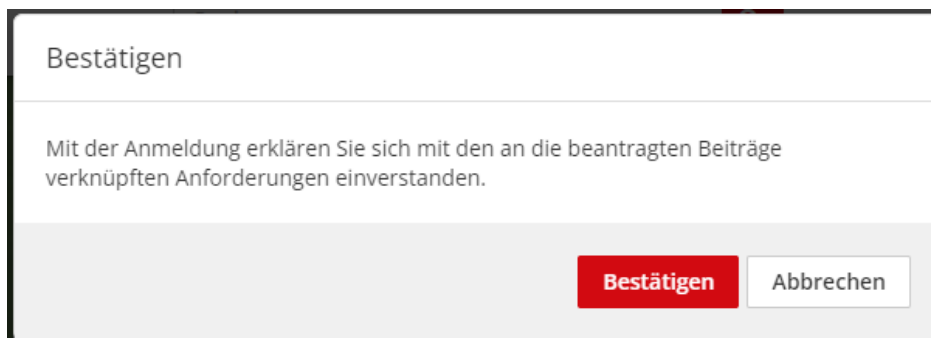 Bestätigen
Mit der Anmeldung erklären Sie sich mit den an die beantragten Beiträge
verknüpften Anforderungen einverstanden.
Bestätigen
Abbrechen